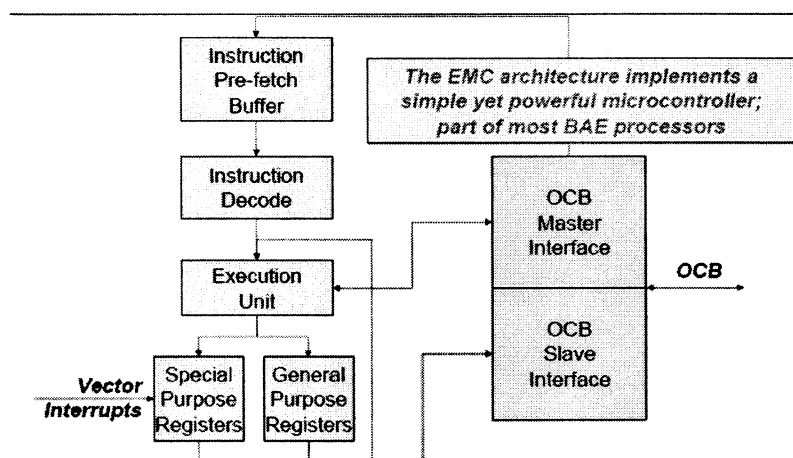 Instruction
Pre-fetch
Buffer
The EMC architecture implements a
simple yet powerful microcontroller;
part of most BAE processors
Instruction
Decode
OCB
Master
Interface
Execution
Unit
OCB
OCB
Slave
Interface
Vector
Interrupts
Special
Purpose
Registers
General
Purpose
Registers